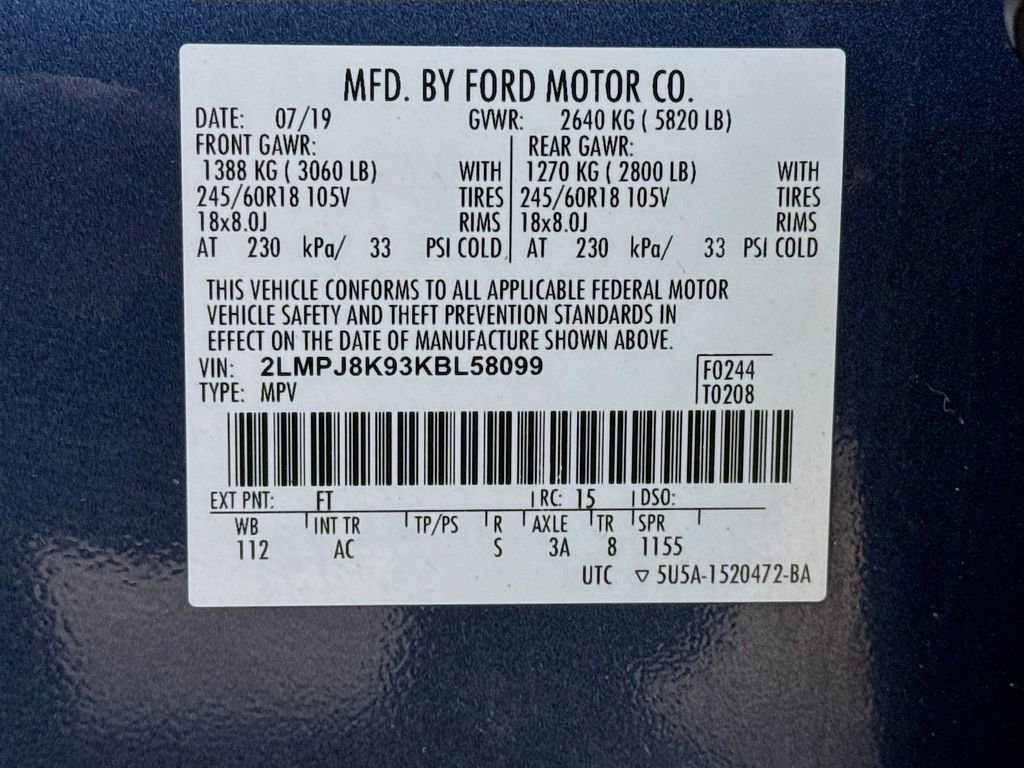 MFD. BY FORD MOTOR CO.
DATE: 07/19 GVWR: 2640 KG ( 5820 LB)
FRONT GAWR: REAR GAWR:
1388 KG ( 3060 LB) WITH 1270 KG ( 2800 LB) WITH
245/60R18 105V TIRES 245/60R18 105V TIRES
18x8.0J RIMS 18x8.0J RIMS
AT 230 kPa/ 33 PSI COLD AT 230 kPa/ 33 PSI COLD
THIS VEHICLE CONFORMS TO ALL APPLICABLE FEDERAL MOTOR
VEHICLE SAFETY AND THEFT PREVENTION STANDARDS IN
EFFECT ON THE DATE OF MANUFACTURE SHOWN ABOVE.
VIN: 2LMPJ8K93KBL58099 F0244
TYPE: MPV T0208
EXT PNT: FT RC: 15 DSO:
WB INT TR TP/PS R AXLE TR SPR
112 AC S 3A 8 1155
UTC ▽ 5U5A-1520472-BA